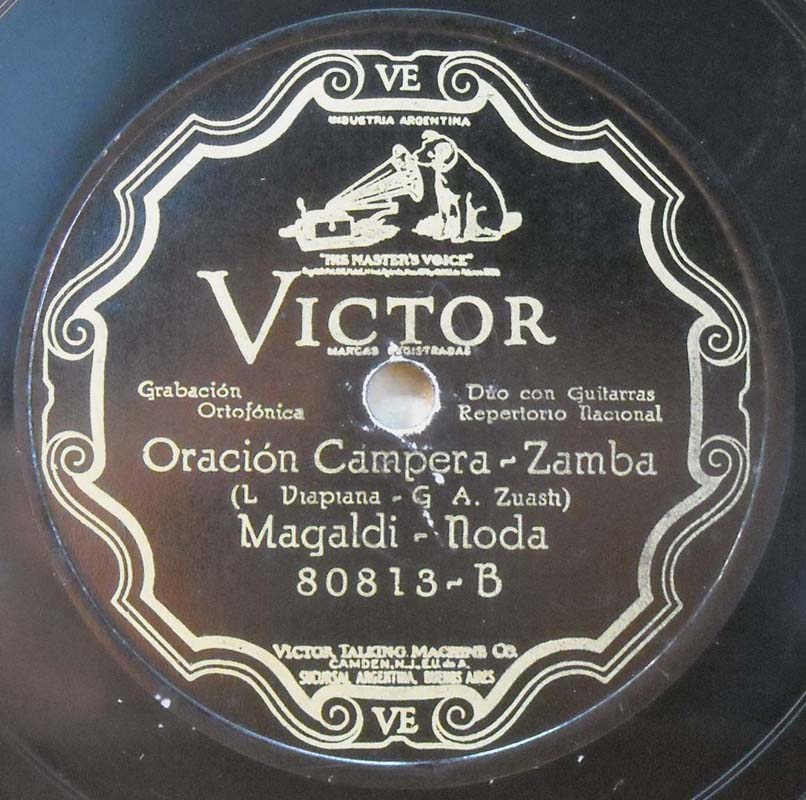 VE
INDUSTRIA ARGENTINA
"HIS MASTER'S VOICE"
VICTOR
MARCAS REGISTRADAS
Grabación Duo con Guitarras
Ortofónica Repertorio Nacional
Oración Campera - Zamba
(L Viapiana - G A. Zuasti)
Magaldi - Noda
80813-B
VICTOR TALKING MACHINE CO.
CAMDEN, N.J., E.U. de A.
SUCURSAL ARGENTINA, BUENOS AIRES
VE